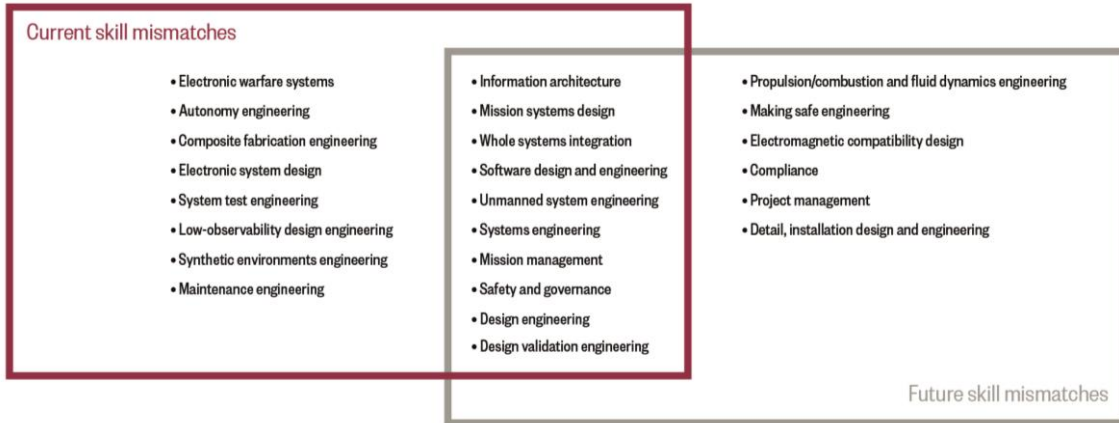 Current skill mismatches
• Electronic warfare systems
• Autonomy engineering
• Composite fabrication engineering
• Electronic system design
• System test engineering
• Low-observability design engineering
• Synthetic environments engineering
• Maintenance engineering
• Information architecture
• Mission systems design
• Whole systems integration
• Software design and engineering
• Unmanned system engineering
• Systems engineering
• Mission management
• Safety and governance
• Design engineering
• Design validation engineering
• Propulsion/combustion and fluid dynamics engineering
• Making safe engineering
• Electromagnetic compatibility design
• Compliance
• Project management
• Detail, installation design and engineering
Future skill mismatches